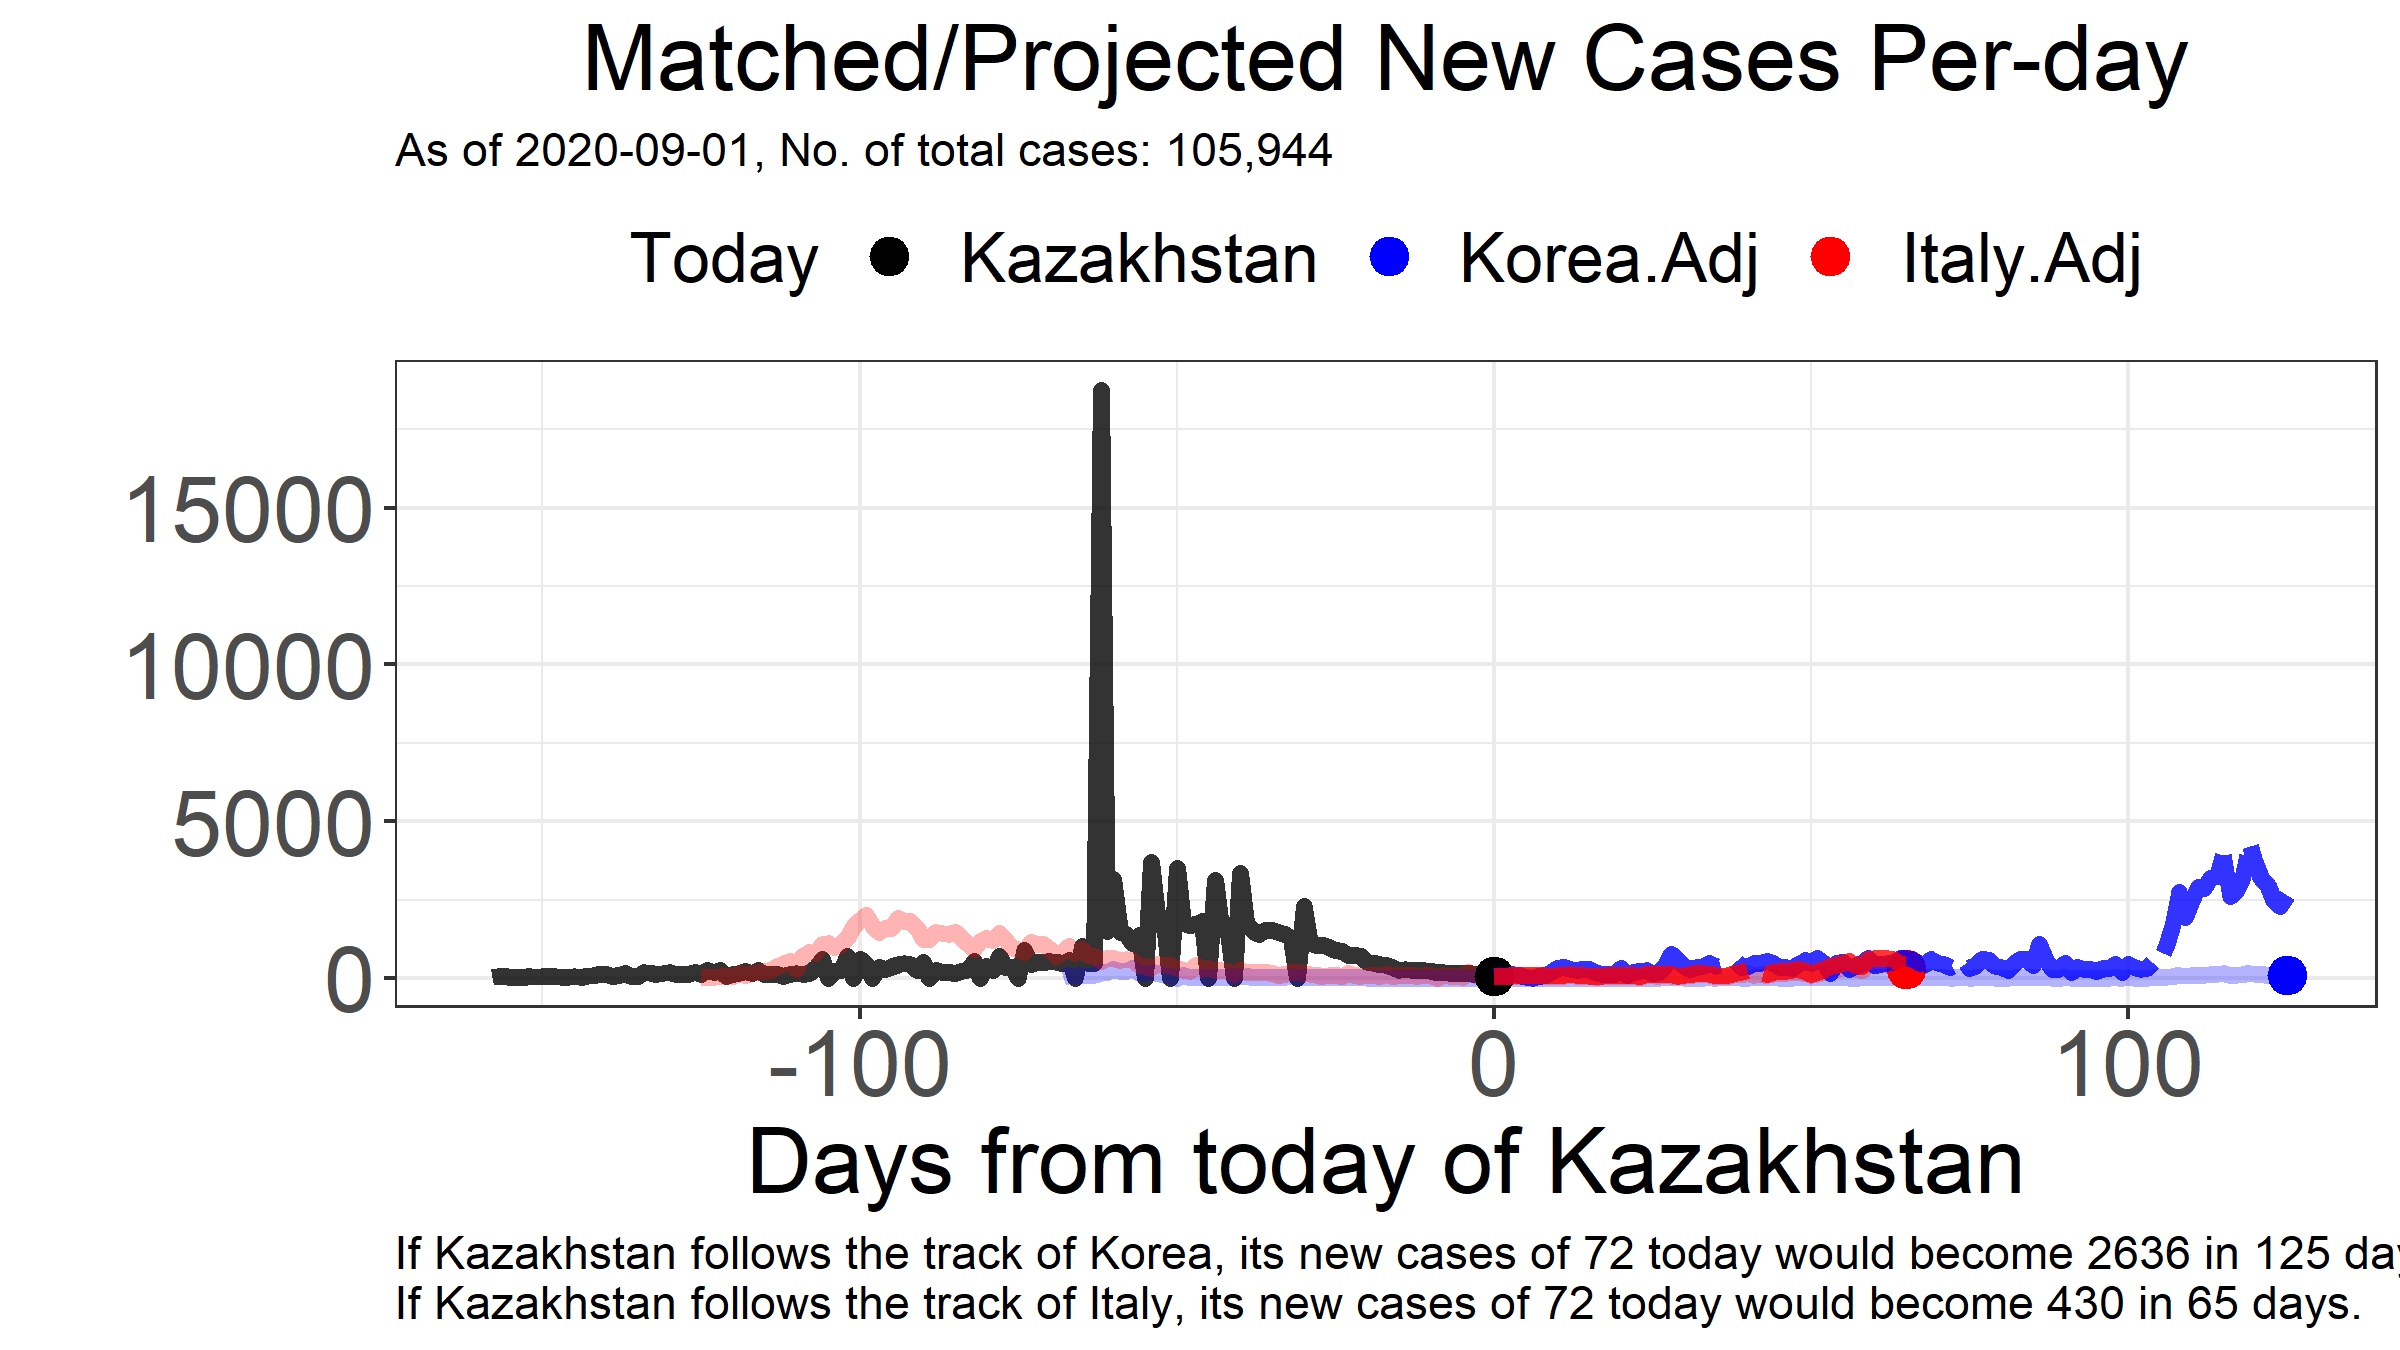 Matched/Projected New Cases Per-day
As of 2020-09-01, No. of total cases: 105,944
Today Kazakhstan Korea.Adj Italy.Adj
15000
10000
5000
0
-100 0 100
Days from today of Kazakhstan
If Kazakhstan follows the track of Korea, its new cases of 72 today would become 2636 in 125
If Kazakhstan follows the track of Italy, its new cases of 72 today would become 430 in 65 days.